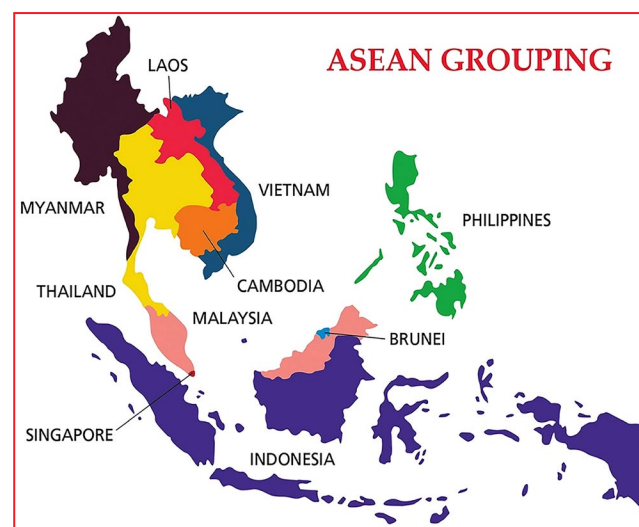 ASEAN GROUPING
LAOS
MYANMAR
VIETNAM
PHILIPPINES
CAMBODIA
THAILAND
MALAYSIA
BRUNEI
SINGAPORE
INDONESIA